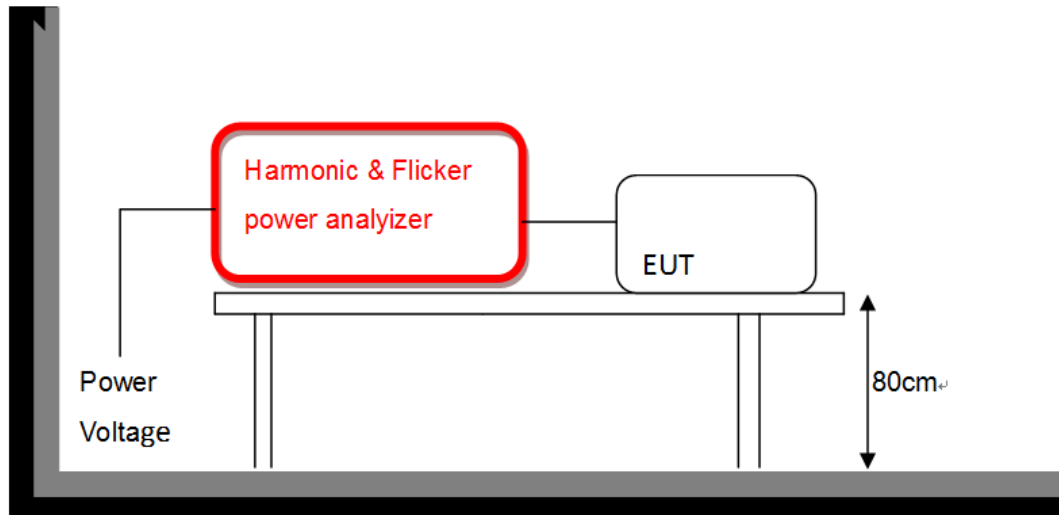 Harmonic & Flicker
power analyizer
EUT
Power
Voltage
80cm↵